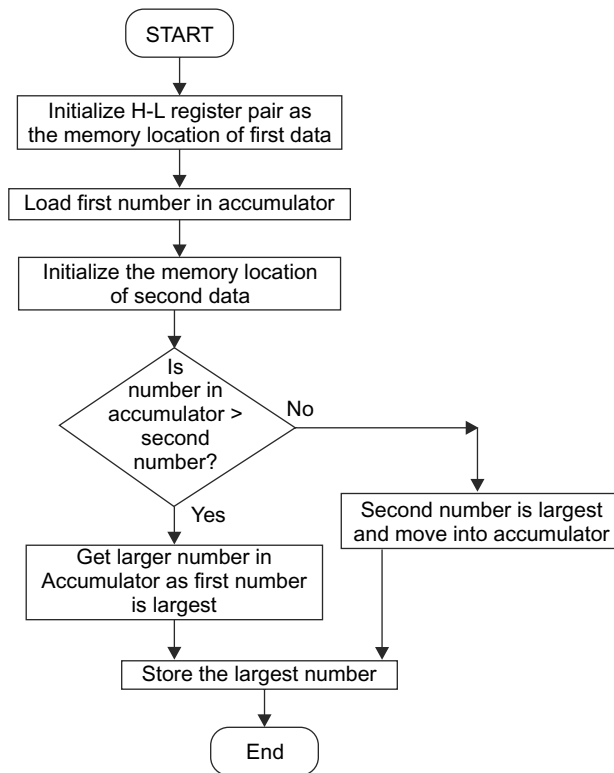 START
Initialize H-L register pair as
the memory location of first data
Load first number in accumulator
Initialize the memory location
of second data
Is
number in
accumulator >
second
number?
No
Yes
Second number is largest
and move into accumulator
Get larger number in
Accumulator as first number
is largest
Store the largest number
End